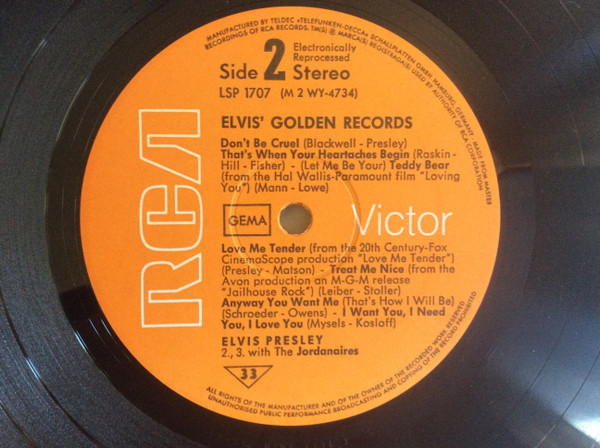 MANUFACTURED BY TELDEC »TELEFUNKEN-DECCA« SCHALLPLATTEN GMBH, HAMBURG, GERMANY · MADE FROM MASTER
RECORDINGS OF RCA RECORDS, TM(S) ® MARCA(S) REGISTRADA(S) USED BY AUTHORITY OF RCA CORPORATION
Side 2 Electronically
Reprocessed
Stereo
LSP 1707 (M 2 WY-4734)
ELVIS' GOLDEN RECORDS
Don't Be Cruel (Blackwell - Presley)
That's When Your Heartaches Begin (Raskin -
Hill - Fisher) - (Let Me Be Your) Teddy Bear
(from the Hal Wallis-Paramount film "Loving
You") (Mann - Lowe)
RCA
GEMA
Victor
Love Me Tender (from the 20th Century-Fox
CinemaScope production "Love Me Tender")
(Presley - Matson) - Treat Me Nice (from the
Avon production an M-G-M release
"Jailhouse Rock") (Leiber - Stoller)
Anyway You Want Me (That's How I Will Be)
(Schroeder - Owens) - I Want You, I Need
You, I Love You (Mysels - Kosloff)
ELVIS PRESLEY
2., 3. with The Jordanaires
33
ALL RIGHTS OF THE MANUFACTURER AND OF THE OWNER OF THE RECORDED WORK RESERVED
UNAUTHORISED PUBLIC PERFORMANCE BROADCASTING AND COPYING OF THE RECORD PROHIBITED